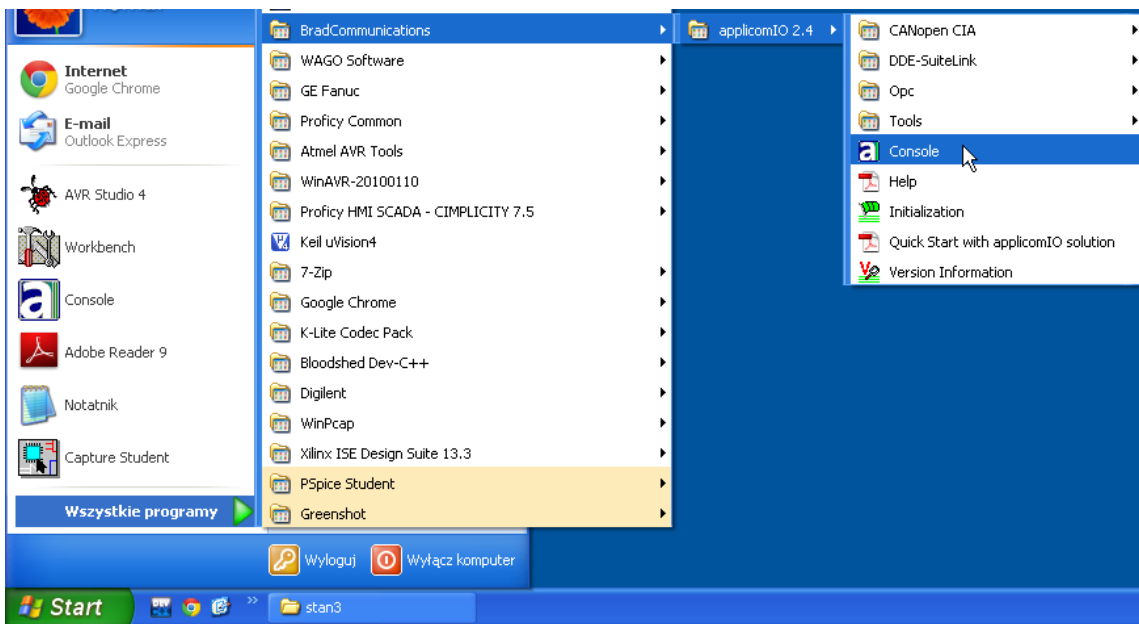 Internet
Google Chrome
E-mail
Outlook Express
AVR Studio 4
Workbench
Console
Adobe Reader 9
Notatnik
Capture Student
Wszystkie programy
BradCommunications
WAGO Software
GE Fanuc
Proficy Common
Atmel AVR Tools
WinAVR-20100110
Proficy HMI SCADA - CIMPLICITY 7.5
Keil uVision4
7-Zip
Google Chrome
K-Lite Codec Pack
Bloodshed Dev-C++
Digilent
WinPcap
Xilinx ISE Design Suite 13.3
PSpice Student
Greenshot
applicomIO 2.4
CANopen CIA
DDE-SuiteLink
Opc
Tools
Console
Help
Initialization
Quick Start with applicomIO solution
Version Information
Wyloguj
Wyłącz komputer
Start
stan3